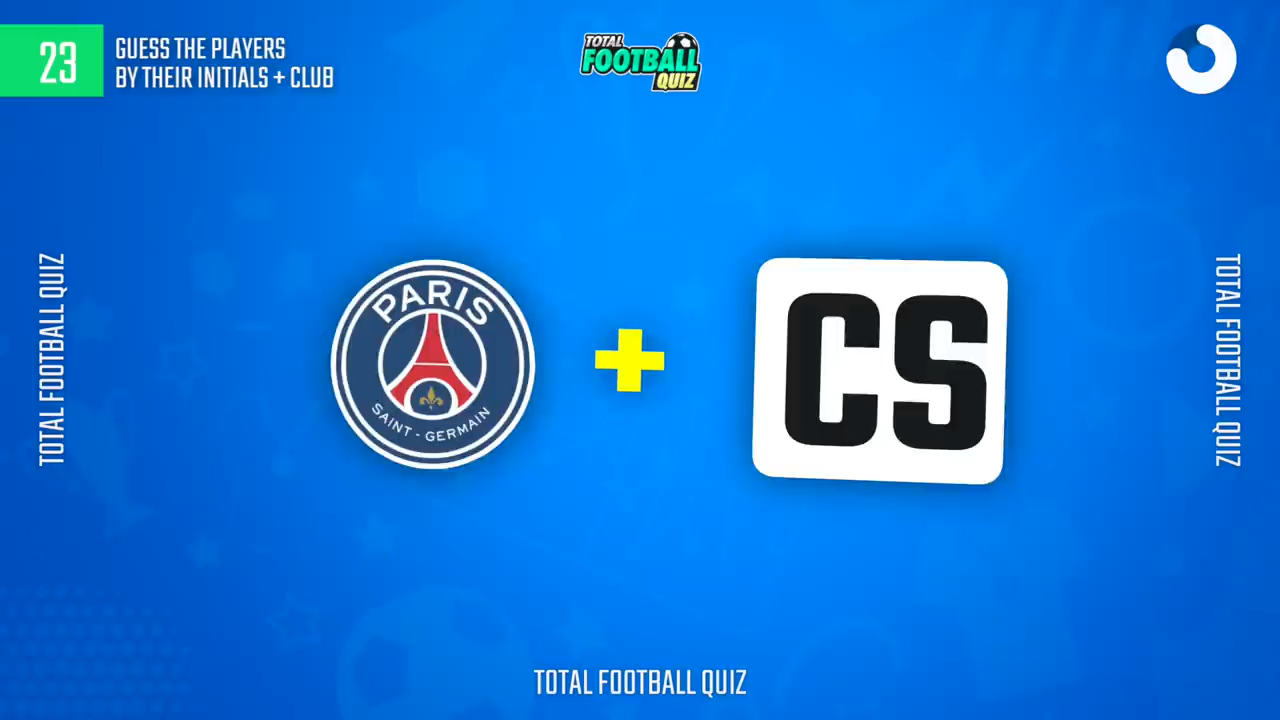 23
GUESS THE PLAYERS
BY THEIR INITIALS + CLUB
TOTAL
FOOTBALL
QUIZ
TOTAL FOOTBALL QUIZ
PARIS
SAINT - GERMAIN
CS
TOTAL FOOTBALL QUIZ
TOTAL FOOTBALL QUIZ